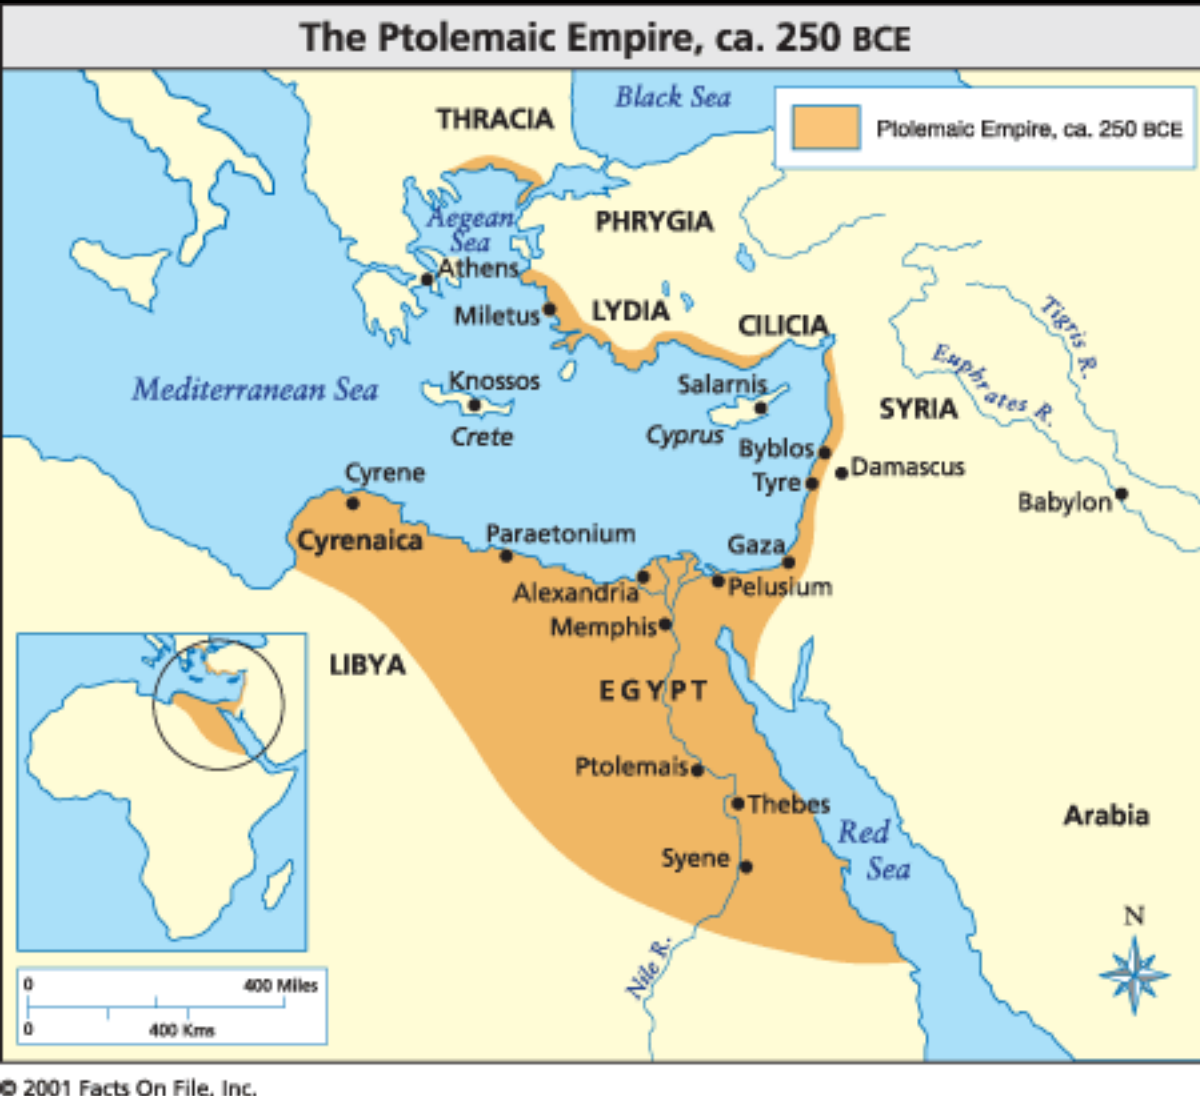 The Ptolemaic Empire, ca. 250 BCE
Black Sea
THRACIA
Ptolemaic Empire, ca. 250 BCE
Aegean
Sea
PHRYGIA
Athens
Miletus
LYDIA
CILICIA
Tigris R.
Euphrates R.
Mediterranean Sea
Knossos
Crete
Salarnis
Cyprus
SYRIA
Byblos
Damascus
Tyre
Babylon
Cyrene
Cyrenaica
Paraetonium
Gaza
Alexandria
Pelusium
Memphis
LIBYA
EGYPT
Ptolemais
Thebes
Arabia
Red
Sea
Syene
N
Nile R.
0
400 Miles
0
400 Kms
© 2001 Facts On File, Inc.